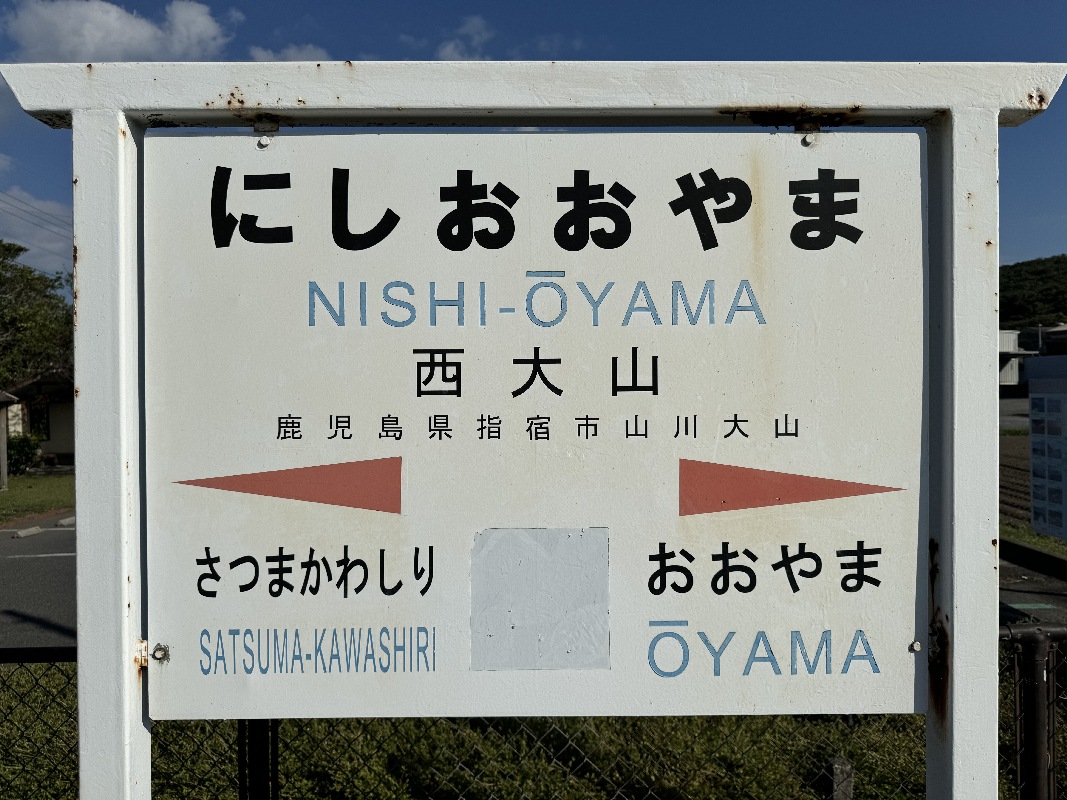 にしおおやま
NISHI-ŌYAMA
西大山
鹿児島県指宿市山川大山
さつまかわしり おおやま
SATSUMA-KAWASHIRI ŌYAMA